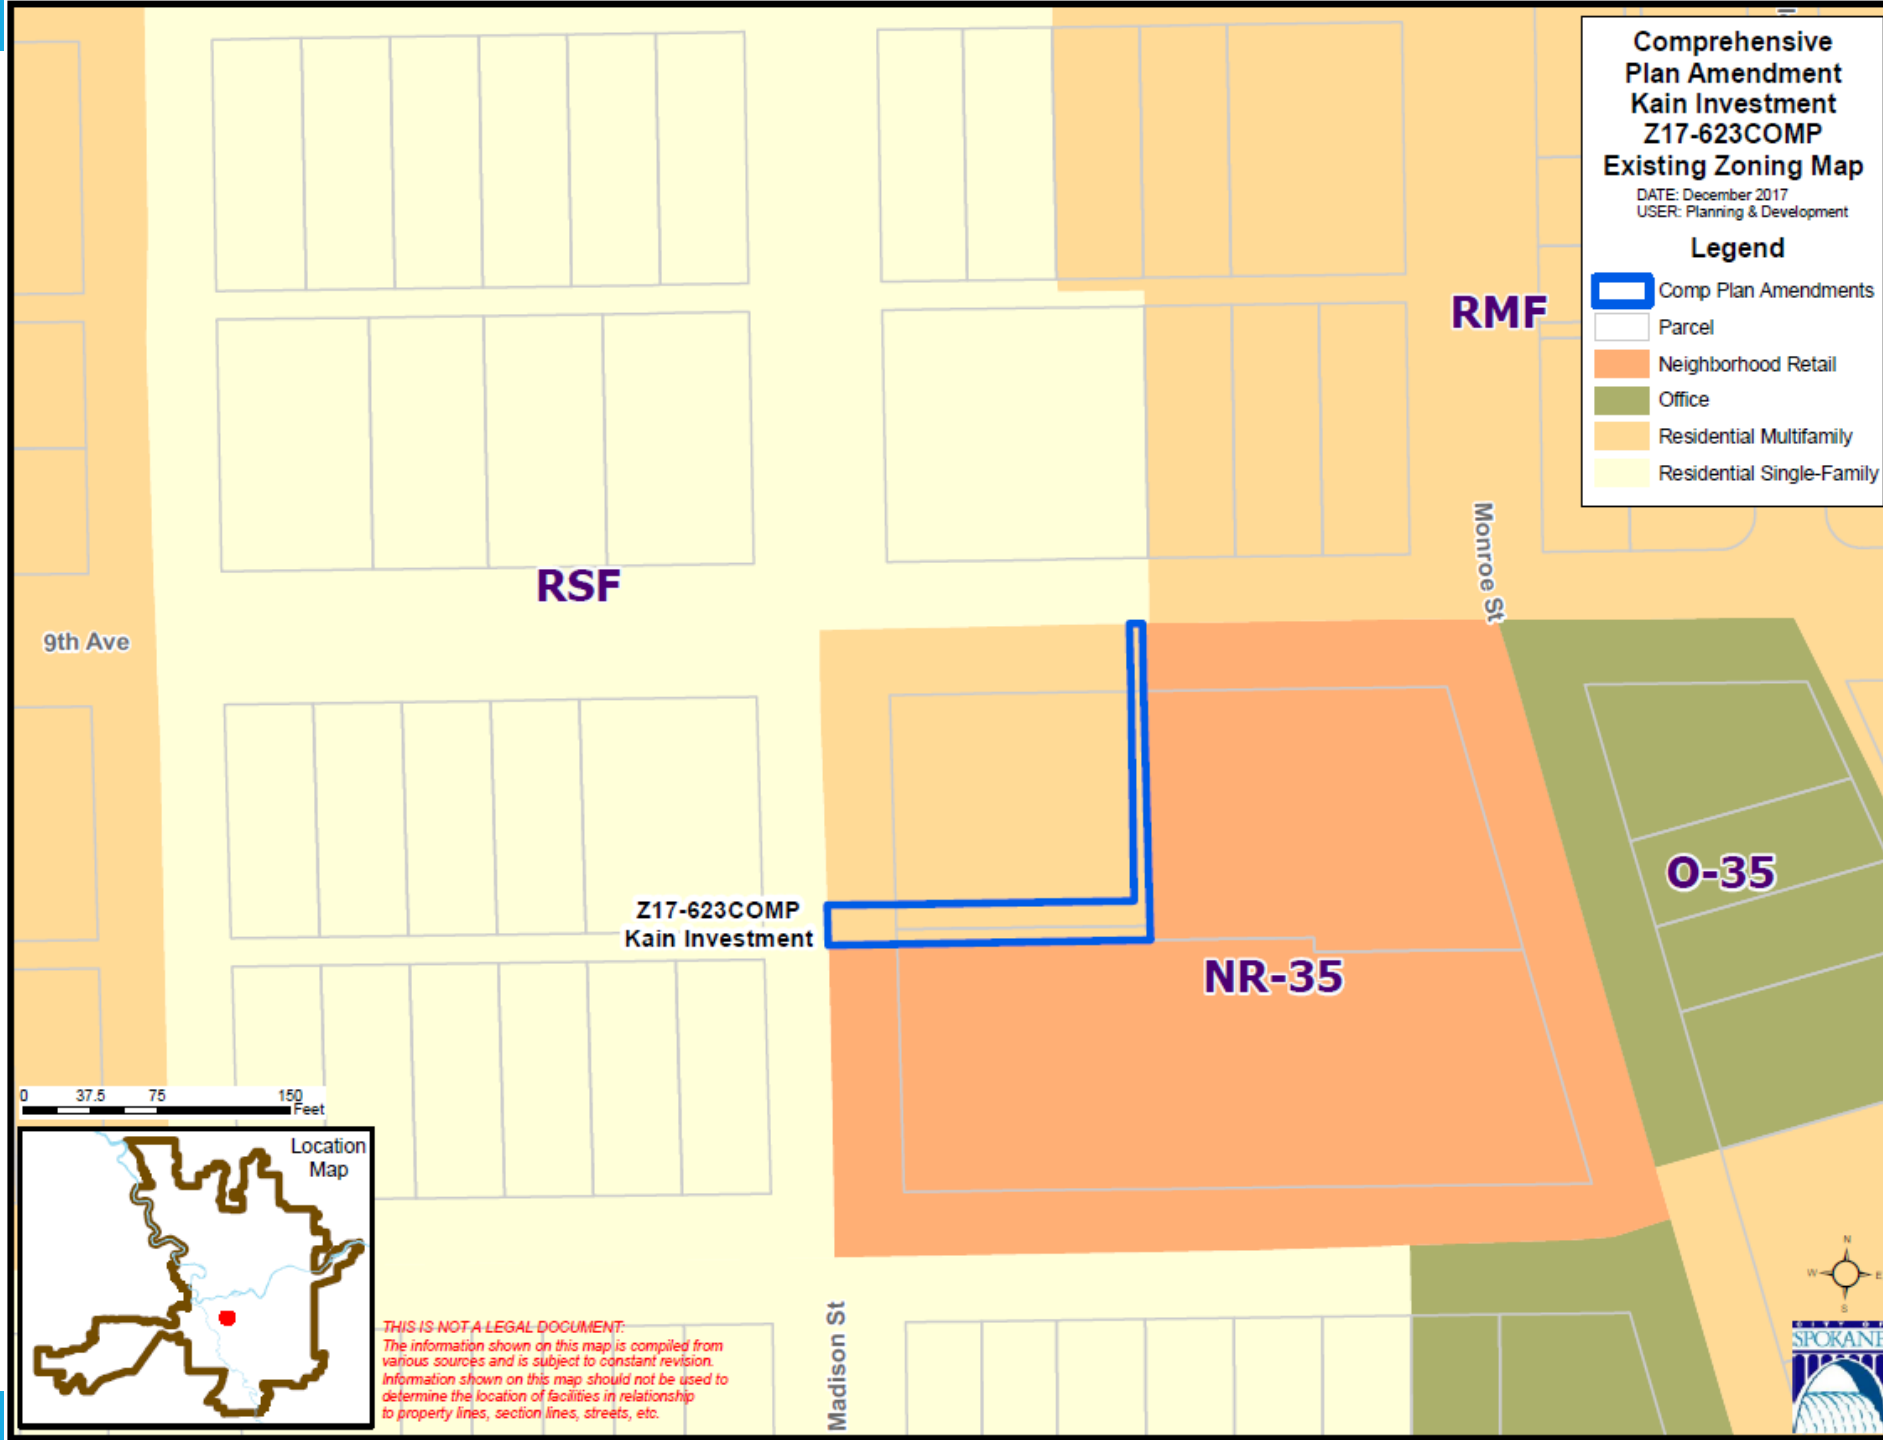 Comprehensive
Plan Amendment
Kain Investment
Z17-623COMP
Existing Zoning Map
DATE: December 2017
USER: Planning & Development
Legend
Comp Plan Amendments
Parcel
Neighborhood Retail
Office
Residential Multifamily
Residential Single-Family
RMF
Monroe St
RSF
9th Ave
O-35
Z17-623COMP
Kain Investment
NR-35
0 37.5 75 150
Feet
Location
Map
THIS IS NOT A LEGAL DOCUMENT:
The information shown on this map is compiled from
various sources and is subject to constant revision.
Information shown on this map should not be used to
determine the location of facilities in relationship
to property lines, section lines, streets, etc.
Madison St
N
W E
S
CITY OF
SPOKANE